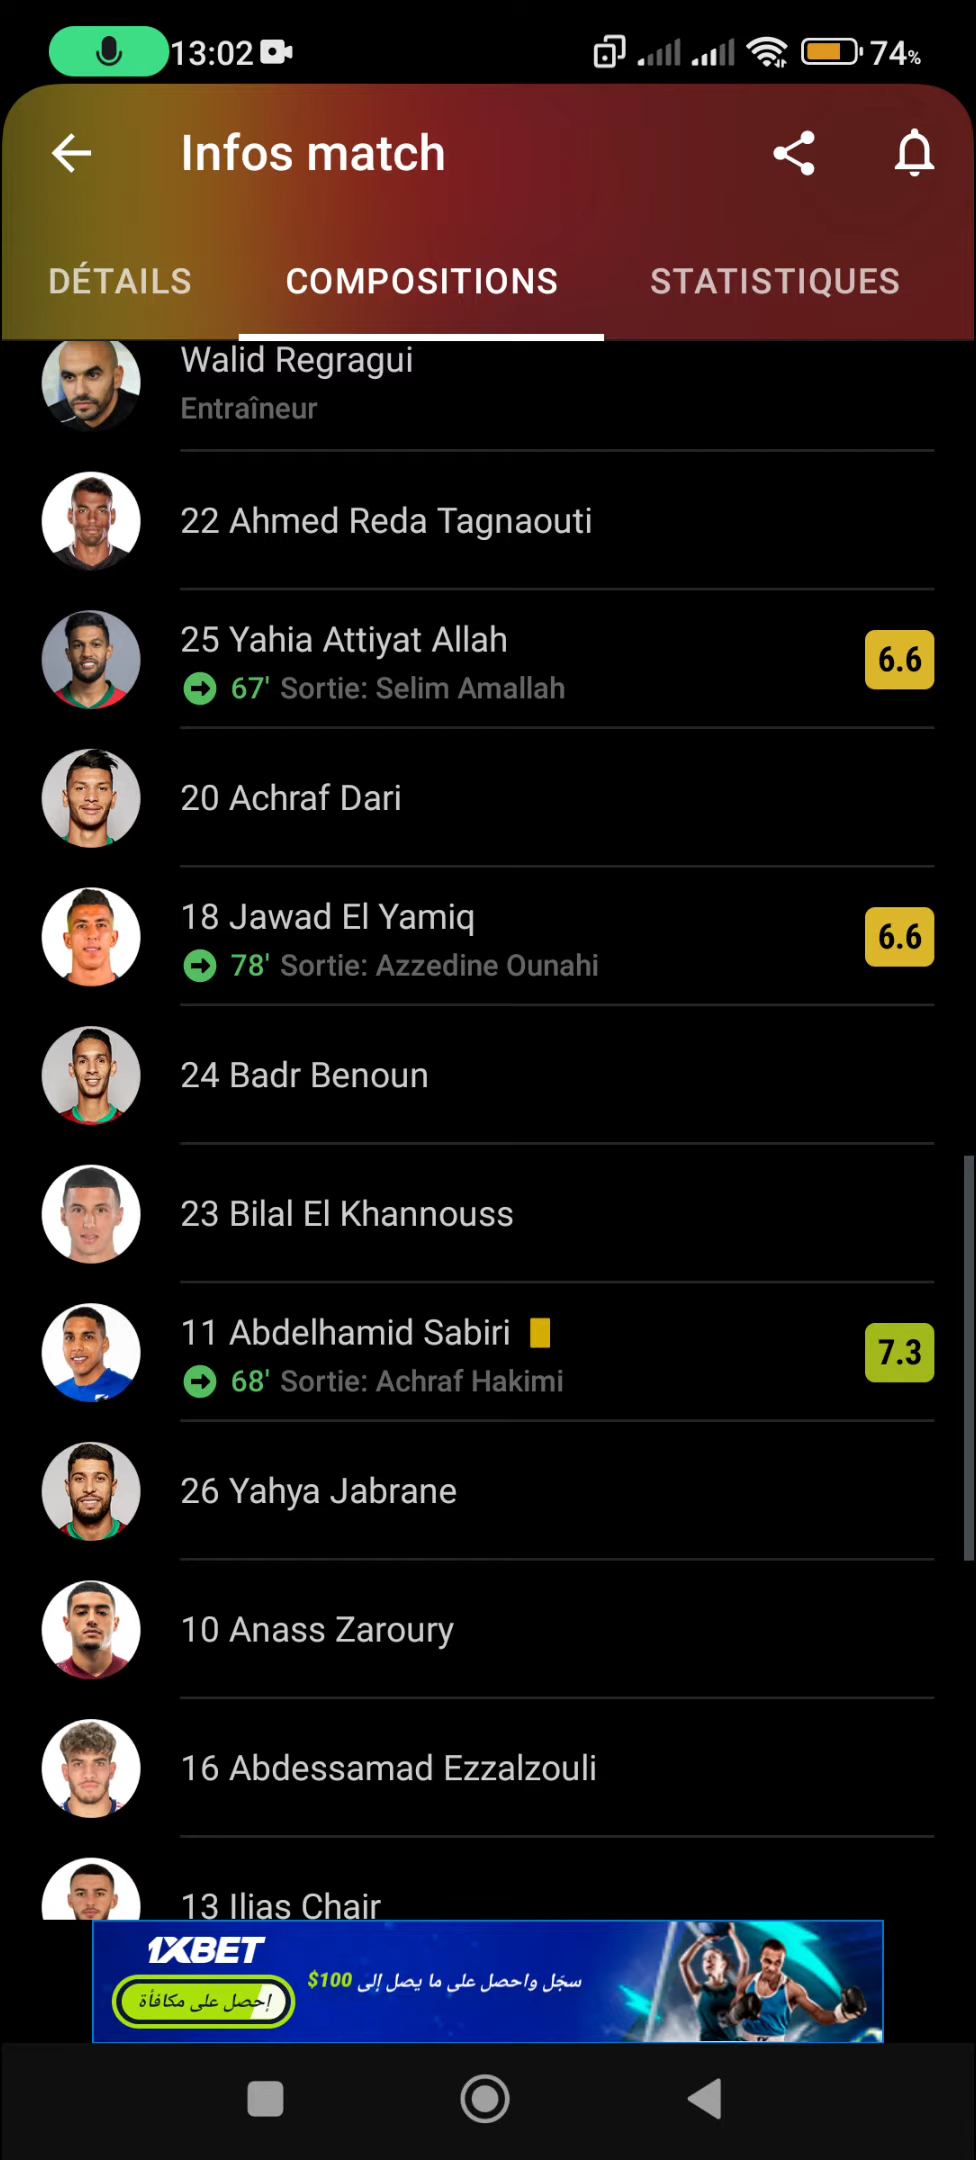 13:02
74%
Infos match
DÉTAILS
COMPOSITIONS
STATISTIQUES
Walid Regragui
Entraîneur
22 Ahmed Reda Tagnaouti
25 Yahia Attiyat Allah
67' Sortie: Selim Amallah
6.6
20 Achraf Dari
18 Jawad El Yamiq
78' Sortie: Azzedine Ounahi
6.6
24 Badr Benoun
23 Bilal El Khannouss
11 Abdelhamid Sabiri
68' Sortie: Achraf Hakimi
7.3
26 Yahya Jabrane
10 Anass Zaroury
16 Abdessamad Ezzalzouli
13 Ilias Chair
1XBET
سجّل واحصل على ما يصل إلى 100$
إحصل على مكافأة